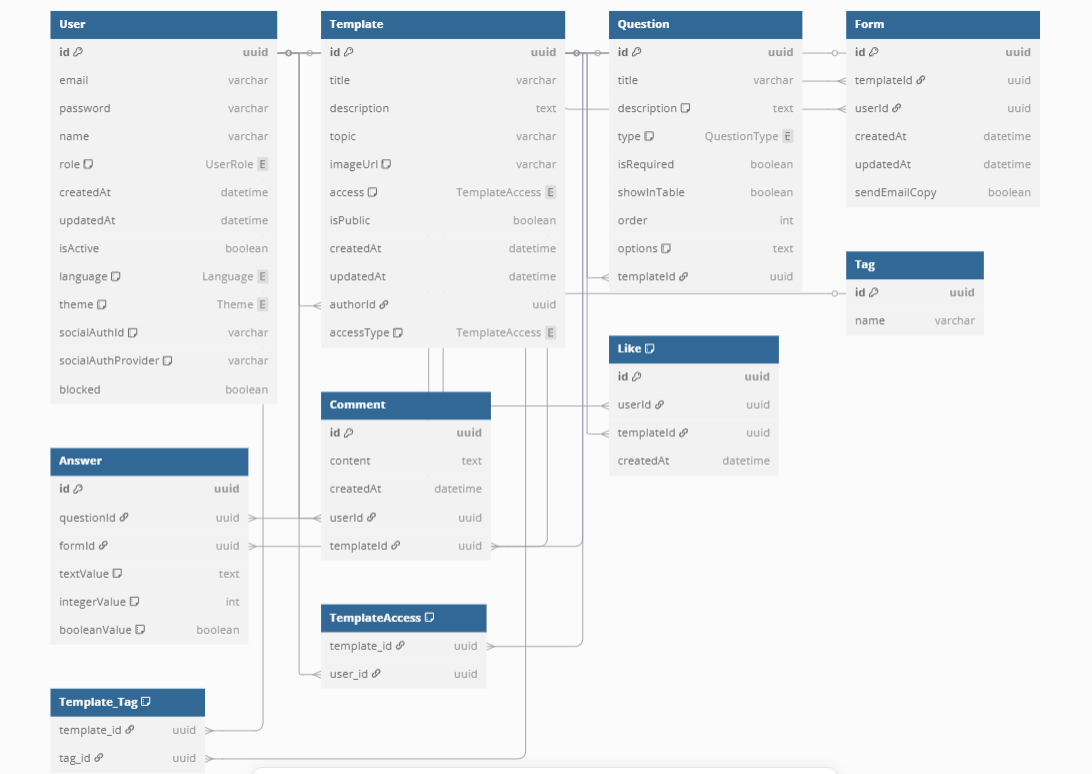 User
id uuid
email varchar
password varchar
name varchar
role UserRole E
createdAt datetime
updatedAt datetime
isActive boolean
language Language E
theme Theme E
socialAuthId varchar
socialAuthProvider varchar
blocked boolean
Template
id uuid
title varchar
description text
topic varchar
imageUrl varchar
access TemplateAccess E
isPublic boolean
createdAt datetime
updatedAt datetime
authorId uuid
accessType TemplateAccess E
Question
id uuid
title varchar
description text
type QuestionType E
isRequired boolean
showInTable boolean
order int
options text
templateId uuid
Form
id uuid
templateId uuid
userId uuid
createdAt datetime
updatedAt datetime
sendEmailCopy boolean
Tag
id uuid
name varchar
Like
id uuid
userId uuid
templateId uuid
createdAt datetime
Comment
id uuid
content text
createdAt datetime
userId uuid
templateId uuid
Answer
id uuid
questionId uuid
formId uuid
textValue text
integerValue int
booleanValue boolean
TemplateAccess
template_id uuid
user_id uuid
Template_Tag
template_id uuid
tag_id uuid